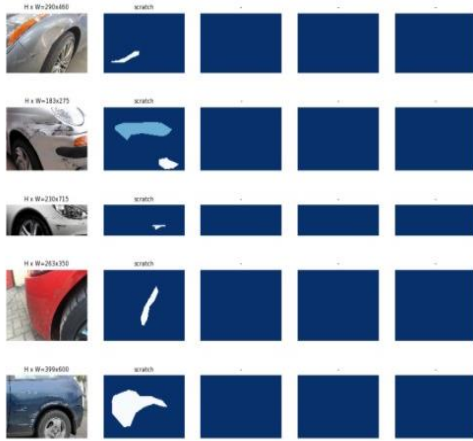 H x W=290x460 scratch - - -
H x W=183x275 scratch - - -
H x W=230x715 scratch - - -
H x W=263x350 scratch - - -
H x W=399x600 scratch - - -